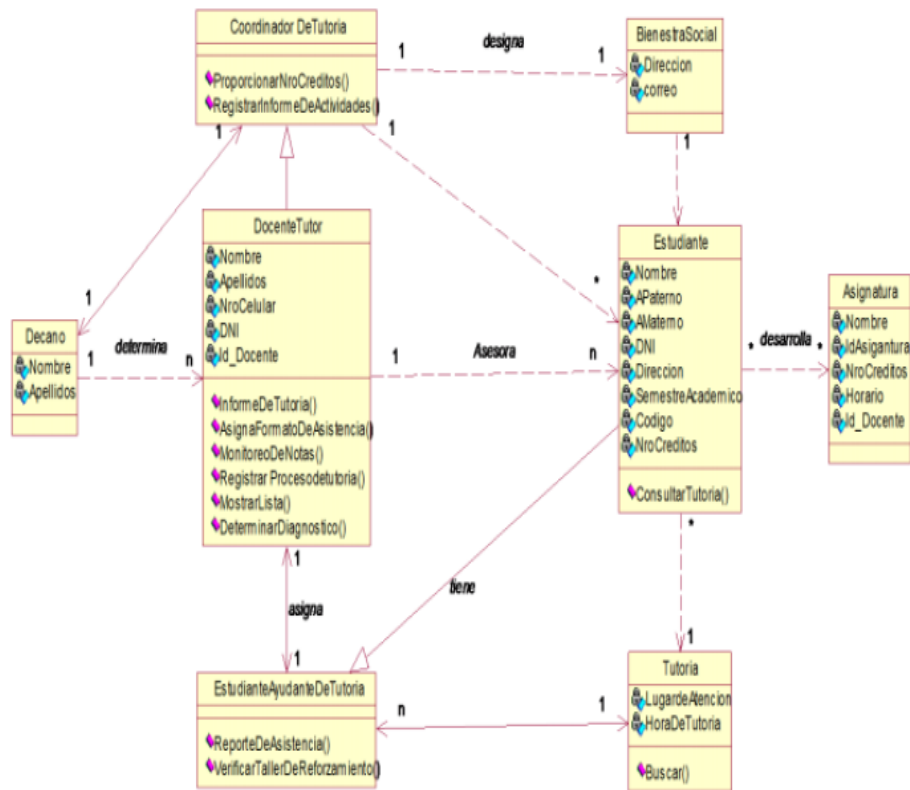 Coordinador DeTutoria
ProporcionarNroCreditos()
RegistrarInformeDeActividades()
1
designa
1
BienestraSocial
Direccion
correo
1
1
1
DocenteTutor
Nombre
Apellidos
NroCelular
DNI
Id_Docente
InformeDeTutoria()
AsignaFormatoDeAsistencia()
MonitoreoDeNotas()
Registrar Procesodetutoria()
MostrarLista()
DeterminarDiagnostico()
Estudiante
Nombre
APaterno
AMaterno
DNI
Direccion
SemestreAcademico
Codigo
NroCreditos
ConsultarTutoria()
*
Asignatura
Nombre
IdAsigantura
NroCreditos
Horario
Id_Docente
1
Decano
Nombre
Apellidos
1
determina
n
1
Asesora
n
*
desarrolla
*
1
asigna
1
tiene
*
1
EstudianteAyudanteDeTutoria
ReporteDeAsistencia()
VerificarTallerDeReforzamiento()
n
1
Tutoria
LugardeAtencion
HoraDeTutoria
Buscar()